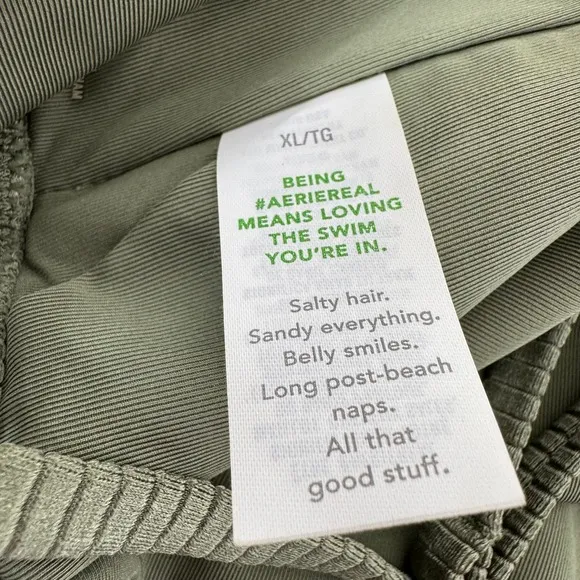 XL/TG
BEING
#AERIEREAL
MEANS LOVING
THE SWIM
YOU'RE IN.
Salty hair.
Sandy everything.
Belly smiles.
Long post-beach
naps.
All that
good stuff.